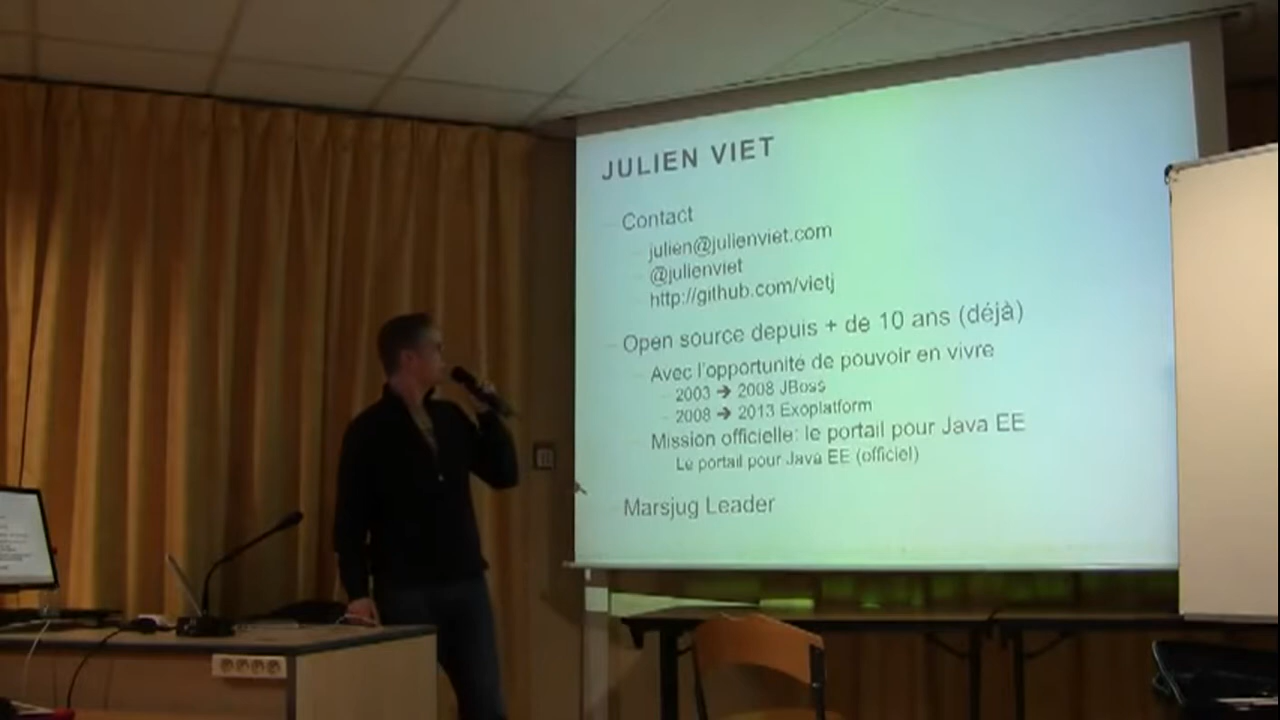 JULIEN VIET
Contact
julien@julienviet.com
@julienviet
http://github.com/vietj
Open source depuis + de 10 ans (déjà)
Avec l'opportunité de pouvoir en vivre
2003 ➔ 2008 JBoss
2008 ➔ 2013 Exoplatform
Mission officielle: le portail pour Java EE
Le portail pour Java EE (officiel)
Marsjug Leader